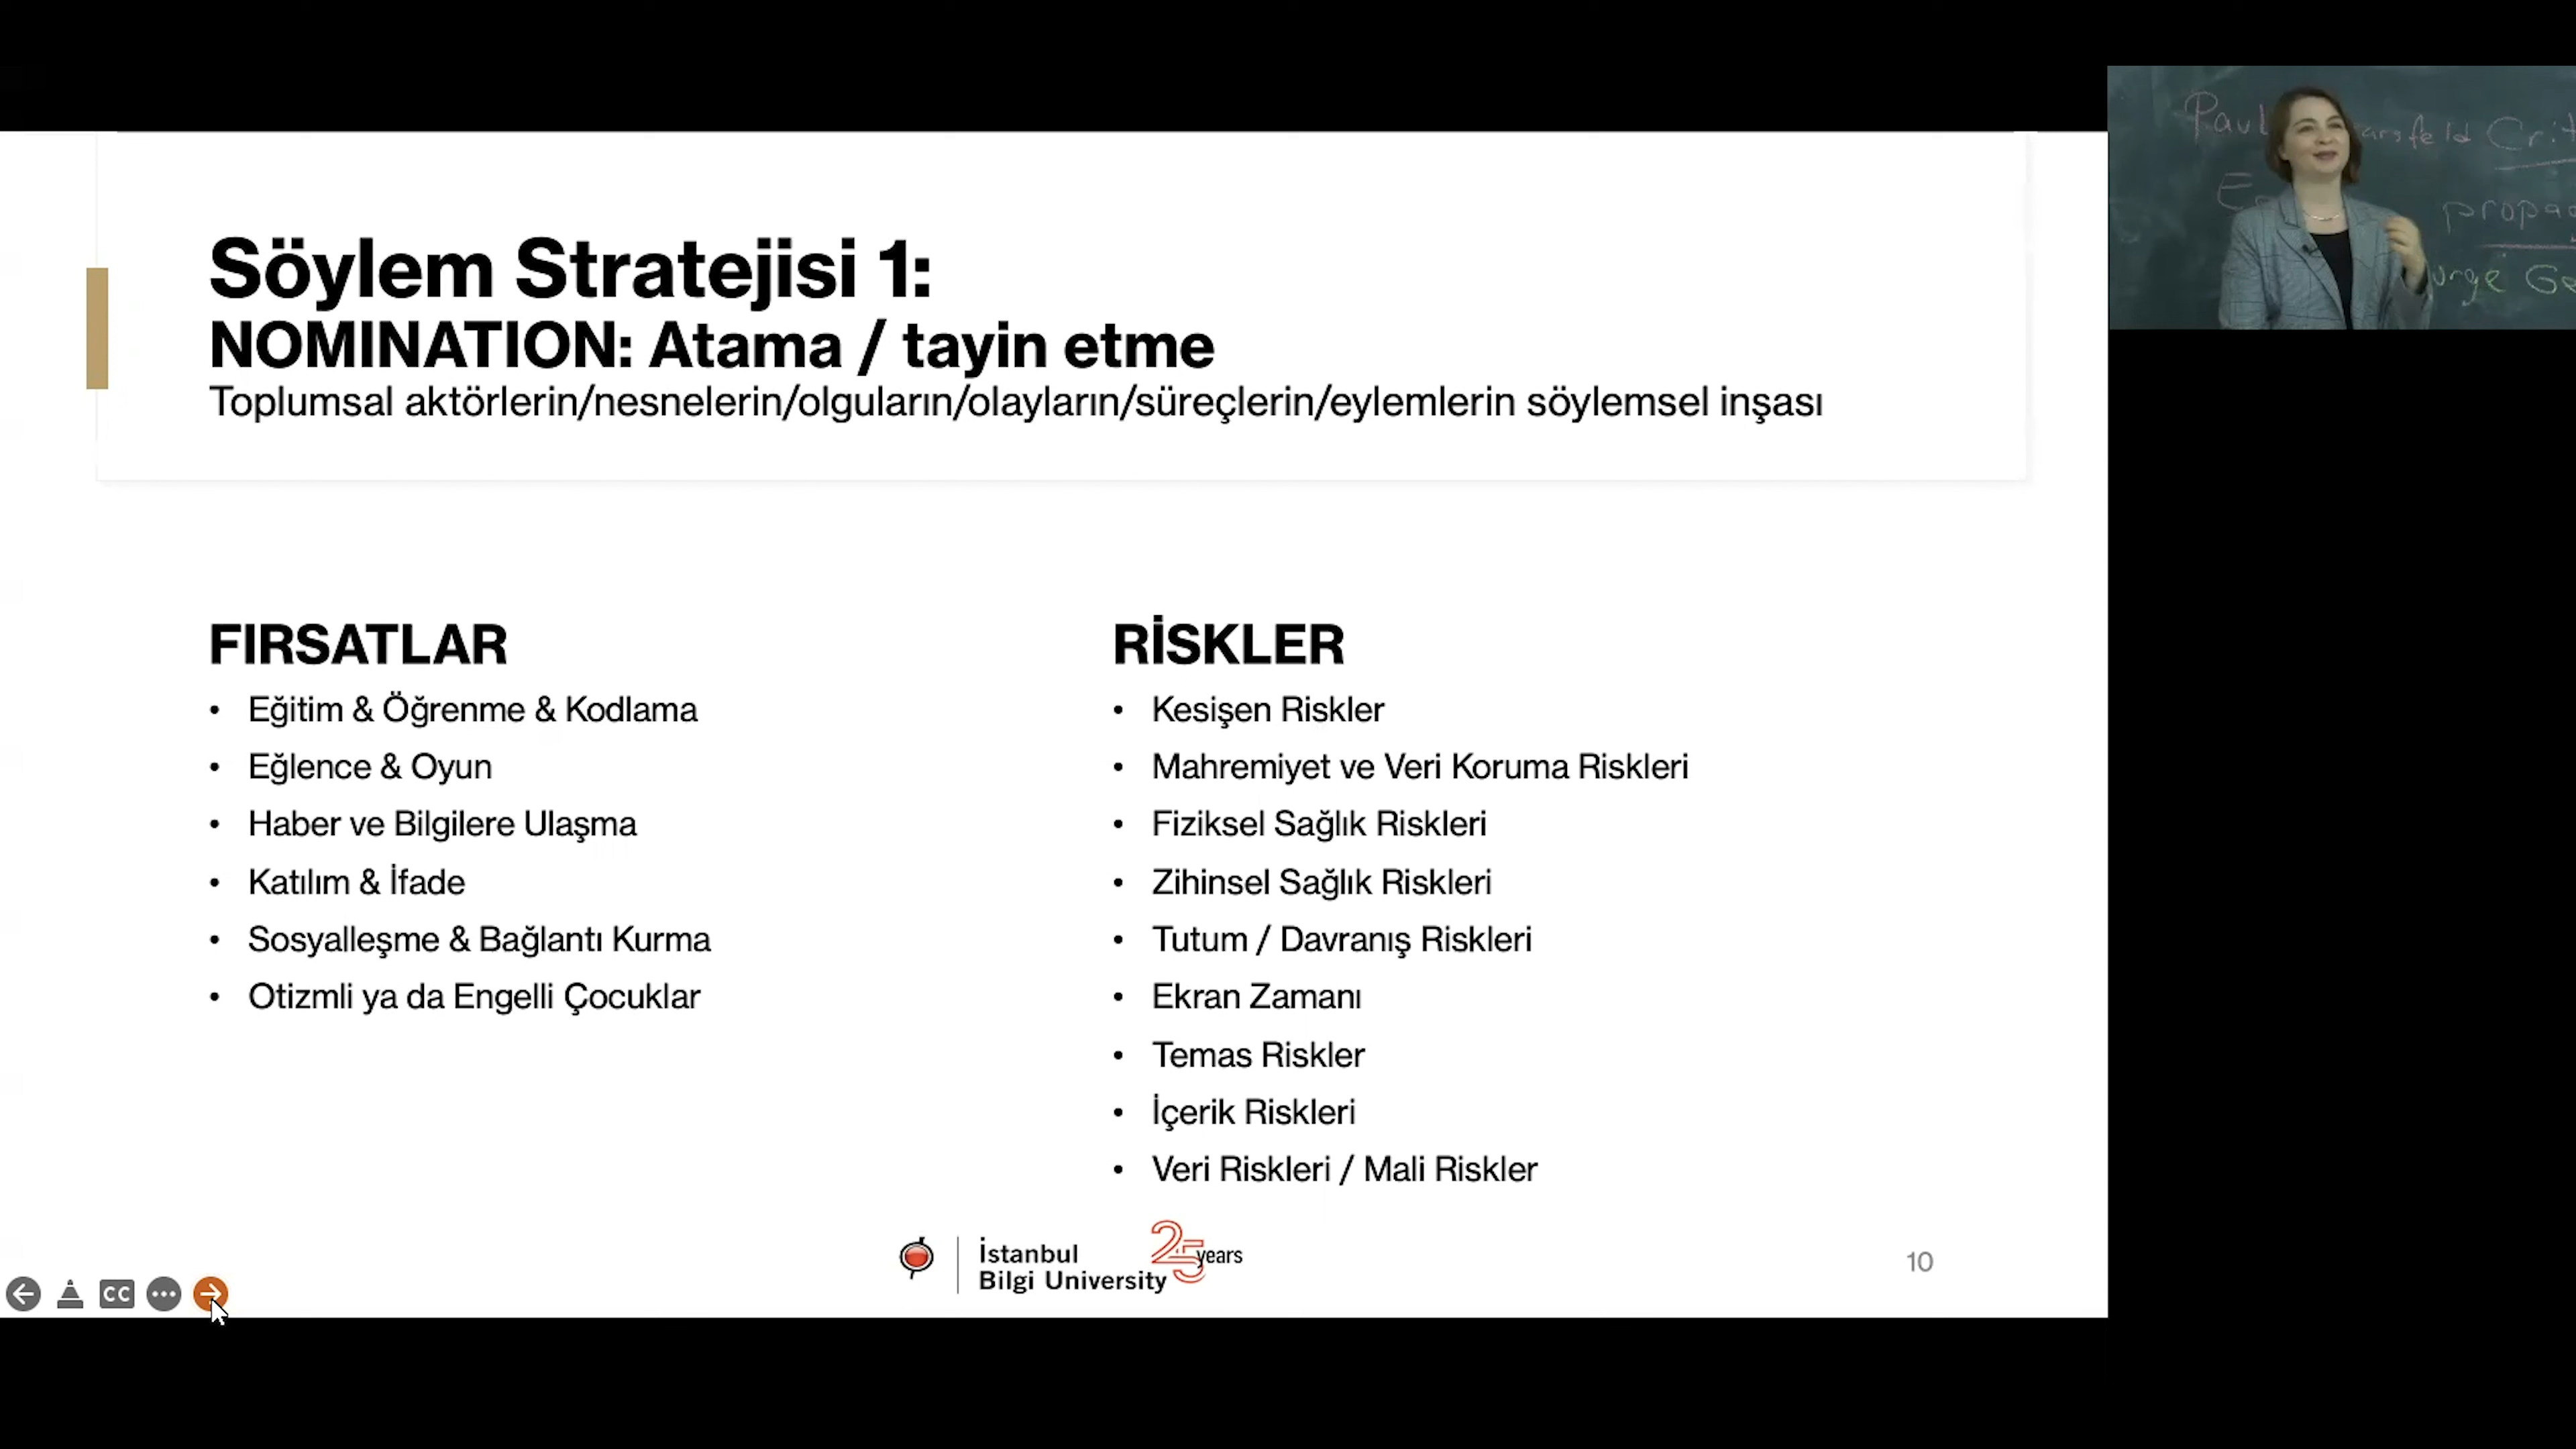 Söylem Stratejisi 1:
NOMINATION: Atama / tayin etme
Toplumsal aktörlerin/nesnelerin/olguların/olayların/süreçlerin/eylemlerin söylemsel inşası
FIRSATLAR
• Eğitim & Öğrenme & Kodlama
• Eğlence & Oyun
• Haber ve Bilgilere Ulaşma
• Katılım & İfade
• Sosyalleşme & Bağlantı Kurma
• Otizmli ya da Engelli Çocuklar
RİSKLER
• Kesişen Riskler
• Mahremiyet ve Veri Koruma Riskleri
• Fiziksel Sağlık Riskleri
• Zihinsel Sağlık Riskleri
• Tutum / Davranış Riskleri
• Ekran Zamanı
• Temas Riskler
• İçerik Riskleri
• Veri Riskleri / Mali Riskler
İstanbul
Bilgi University
25 years
10
CC
Paul